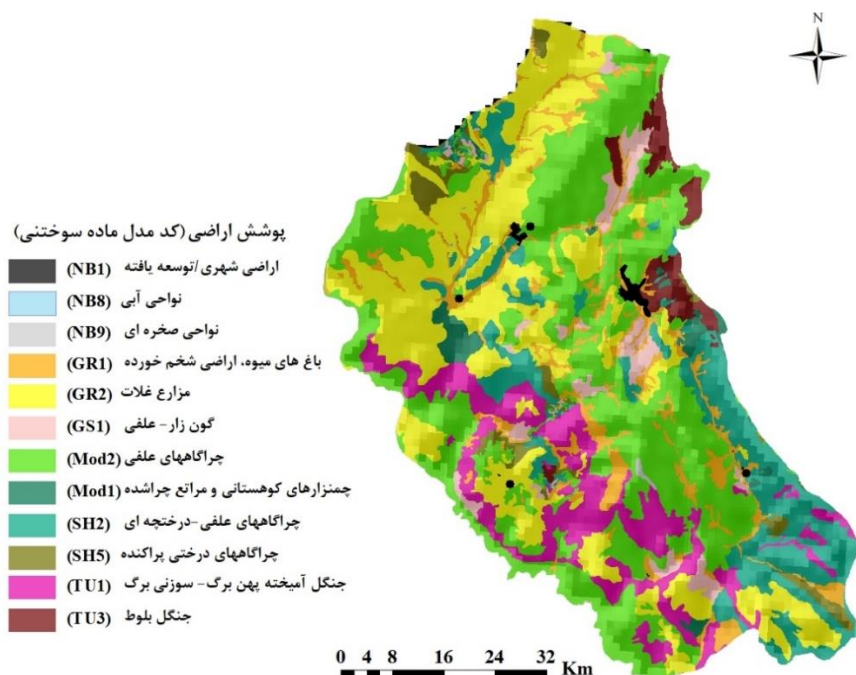 N
پوشش اراضی (کد مدل ماده سوختنی)
اراضی شهری/توسعه یافته (NB1)
نواحی آبی (NB8)
نواحی صخره ای (NB9)
باغ های میوه، اراضی شخم خورده (GR1)
مزارع غلات (GR2)
گون زار- علفی (GS1)
چراگاههای علفی (Mod2)
چمنزارهای کوهستانی و مراتع چراشده (Mod1)
چراگاههای علفی-درختچه ای (SH2)
چراگاههای درختی پراکنده (SH5)
جنگل آمیخته پهن برگ- سوزنی برگ (TU1)
جنگل بلوط (TU3)
0 2 4 8 16 24 32
Km